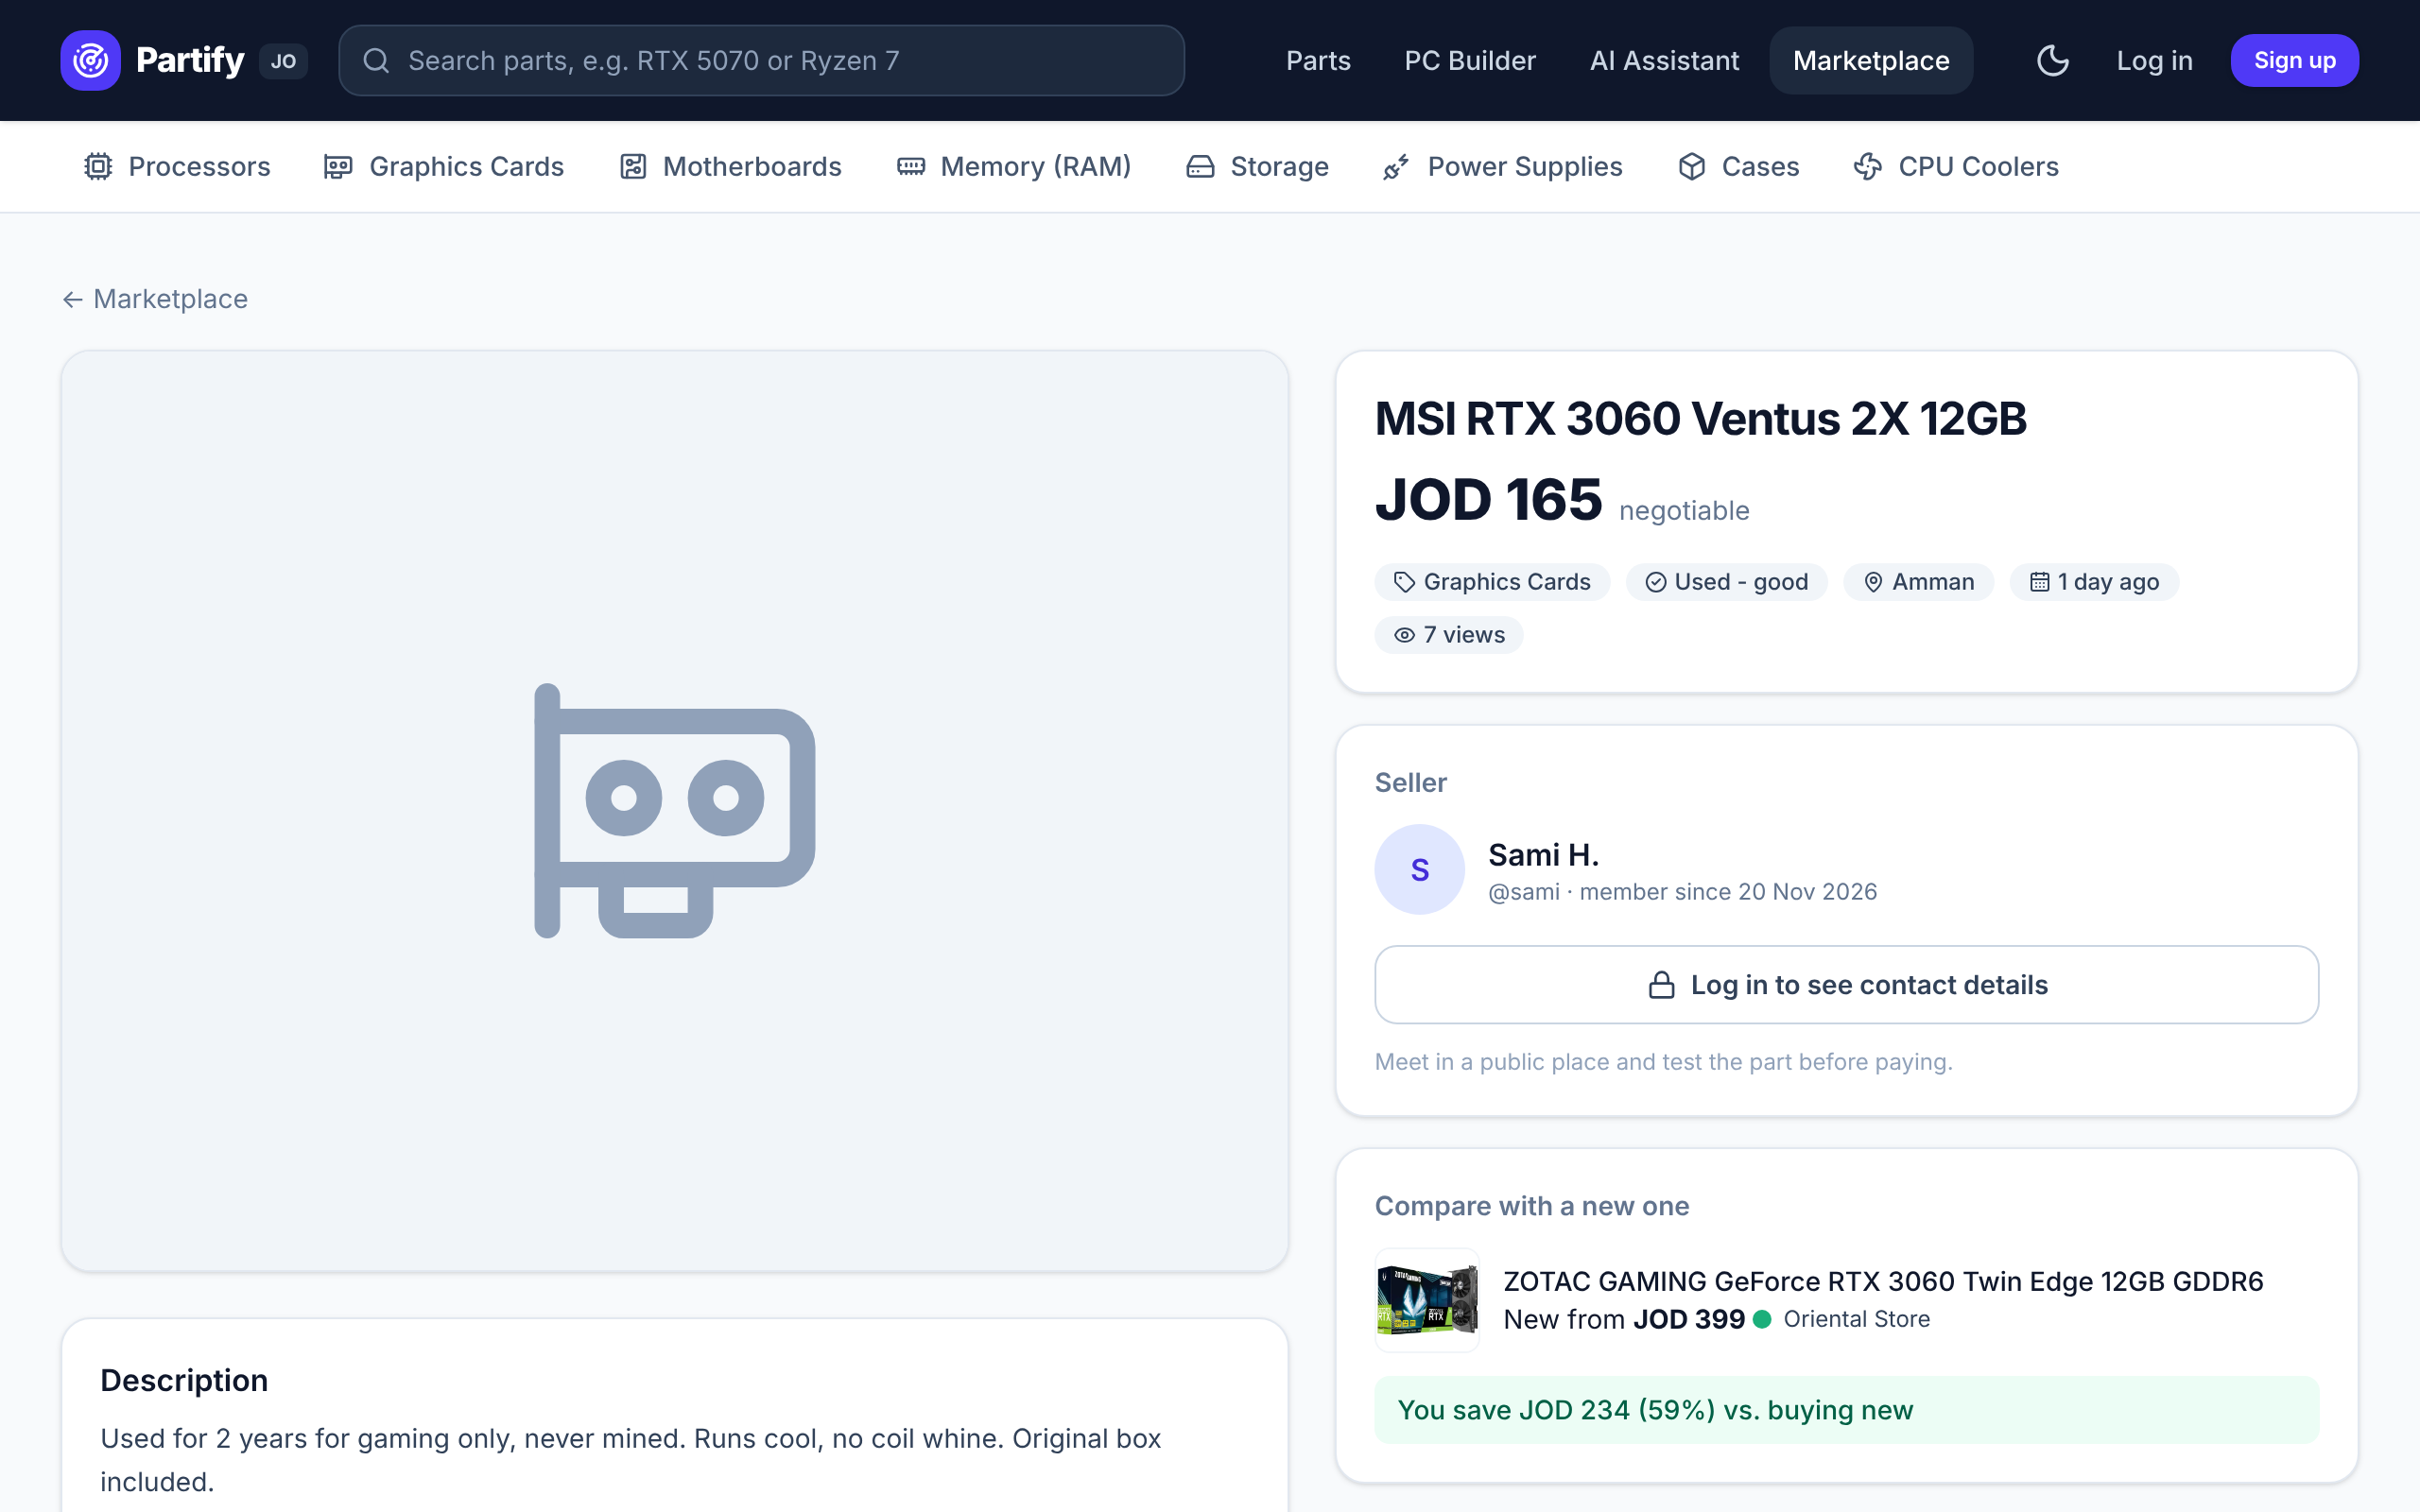 Partify JO
Search parts, e.g. RTX 5070 or Ryzen 7
Parts
PC Builder
AI Assistant
Marketplace
Log in
Sign up
Processors
Graphics Cards
Motherboards
Memory (RAM)
Storage
Power Supplies
Cases
CPU Coolers
← Marketplace
MSI RTX 3060 Ventus 2X 12GB
JOD 165 negotiable
Graphics Cards
Used - good
Amman
1 day ago
7 views
Seller
S
Sami H.
@sami · member since 20 Nov 2026
Log in to see contact details
Meet in a public place and test the part before paying.
Compare with a new one
ZOTAC GAMING GeForce RTX 3060 Twin Edge 12GB GDDR6
New from JOD 399 Oriental Store
You save JOD 234 (59%) vs. buying new
Description
Used for 2 years for gaming only, never mined. Runs cool, no coil whine. Original box
included.